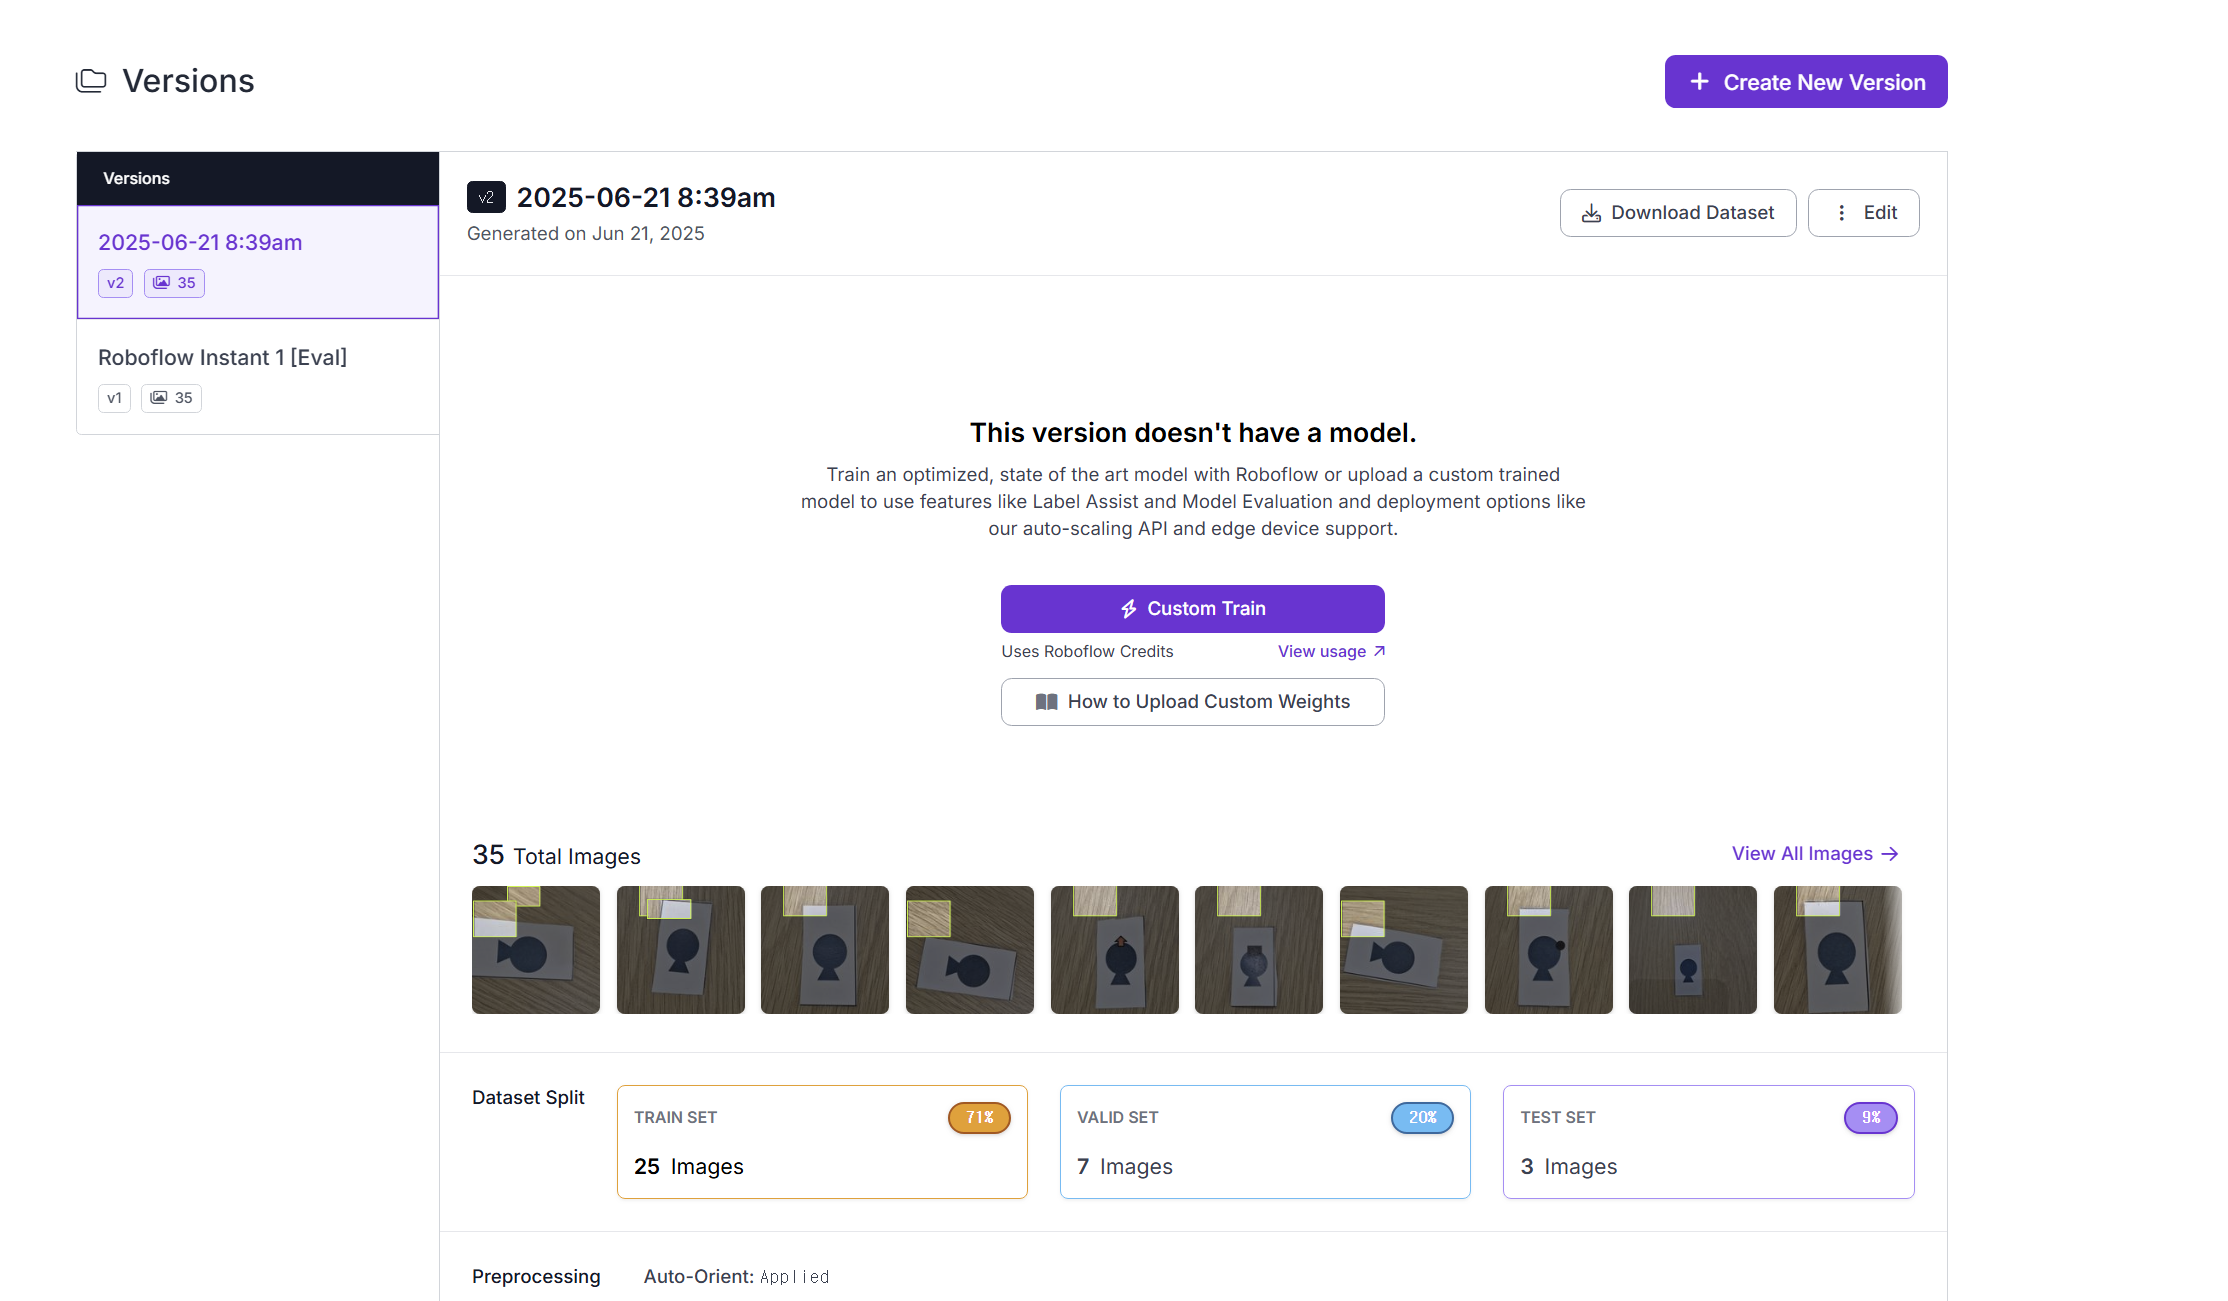 Versions
+ Create New Version
Versions
2025-06-21 8:39am
v2 35
Roboflow Instant 1 [Eval]
v1 35
v2 2025-06-21 8:39am
Generated on Jun 21, 2025
Download Dataset
Edit
This version doesn't have a model.
Train an optimized, state of the art model with Roboflow or upload a custom trained
model to use features like Label Assist and Model Evaluation and deployment options like
our auto-scaling API and edge device support.
Custom Train
Uses Roboflow Credits
View usage
How to Upload Custom Weights
35 Total Images
View All Images
Dataset Split
TRAIN SET
71%
25 Images
VALID SET
20%
7 Images
TEST SET
9%
3 Images
Preprocessing
Auto-Orient: Applied